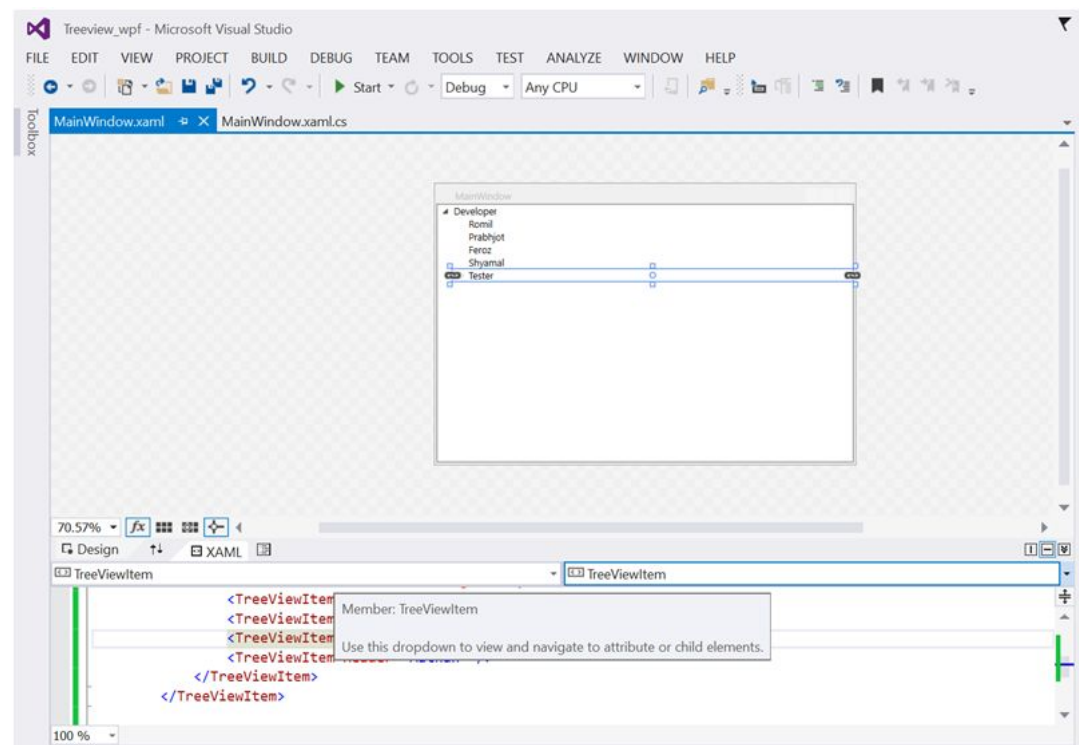 Treeview_wpf - Microsoft Visual Studio
FILE EDIT VIEW PROJECT BUILD DEBUG TEAM TOOLS TEST ANALYZE WINDOW HELP
Start Debug Any CPU
Toolbox
MainWindow.xaml MainWindow.xaml.cs
MainWindow
Developer
Romil
Prabhjot
Feroz
Shyamal
Tester
70.57% fx
Design XAML
TreeViewItem TreeViewItem
<TreeViewItem
Member: TreeViewItem
<TreeViewItem
<TreeViewItem
Use this dropdown to view and navigate to attribute or child elements.
<TreeViewItem
</TreeViewItem>
</TreeViewItem>
100 %